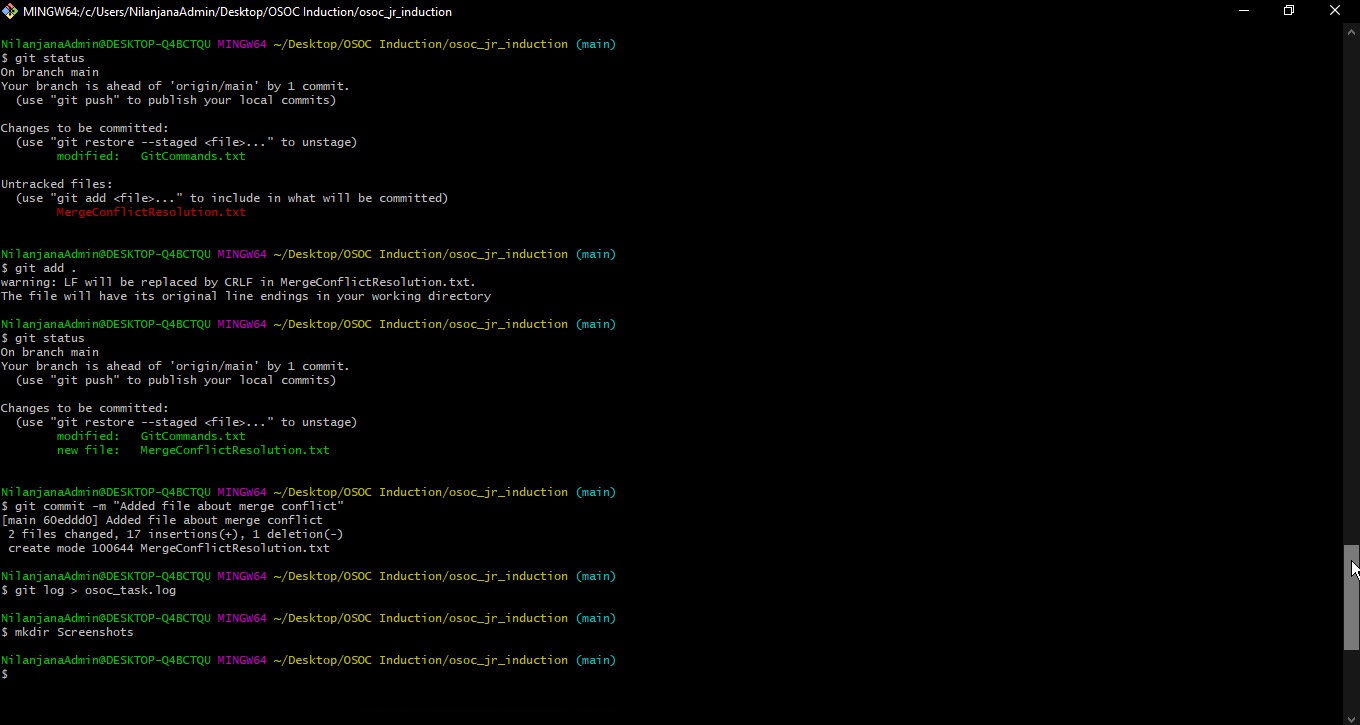 MINGW64:/c/Users/NilanjanaAdmin/Desktop/OSOC Induction/osoc_jr_induction
NilanjanaAdmin@DESKTOP-Q4BCTQU MINGW64 ~/Desktop/OSOC Induction/osoc_jr_induction (main)
$ git status
On branch main
Your branch is ahead of 'origin/main' by 1 commit.
  (use "git push" to publish your local commits)
Changes to be committed:
  (use "git restore --staged <file>..." to unstage)
        modified:   GitCommands.txt
Untracked files:
  (use "git add <file>..." to include in what will be committed)
        MergeConflictResolution.txt
NilanjanaAdmin@DESKTOP-Q4BCTQU MINGW64 ~/Desktop/OSOC Induction/osoc_jr_induction (main)
$ git add .
warning: LF will be replaced by CRLF in MergeConflictResolution.txt.
The file will have its original line endings in your working directory
NilanjanaAdmin@DESKTOP-Q4BCTQU MINGW64 ~/Desktop/OSOC Induction/osoc_jr_induction (main)
$ git status
On branch main
Your branch is ahead of 'origin/main' by 1 commit.
  (use "git push" to publish your local commits)
Changes to be committed:
  (use "git restore --staged <file>..." to unstage)
        modified:   GitCommands.txt
        new file:   MergeConflictResolution.txt
NilanjanaAdmin@DESKTOP-Q4BCTQU MINGW64 ~/Desktop/OSOC Induction/osoc_jr_induction (main)
$ git commit -m "Added file about merge conflict"
[main 60eddd0] Added file about merge conflict
 2 files changed, 17 insertions(+), 1 deletion(-)
 create mode 100644 MergeConflictResolution.txt
NilanjanaAdmin@DESKTOP-Q4BCTQU MINGW64 ~/Desktop/OSOC Induction/osoc_jr_induction (main)
$ git log > osoc_task.log
NilanjanaAdmin@DESKTOP-Q4BCTQU MINGW64 ~/Desktop/OSOC Induction/osoc_jr_induction (main)
$ mkdir Screenshots
NilanjanaAdmin@DESKTOP-Q4BCTQU MINGW64 ~/Desktop/OSOC Induction/osoc_jr_induction (main)
$